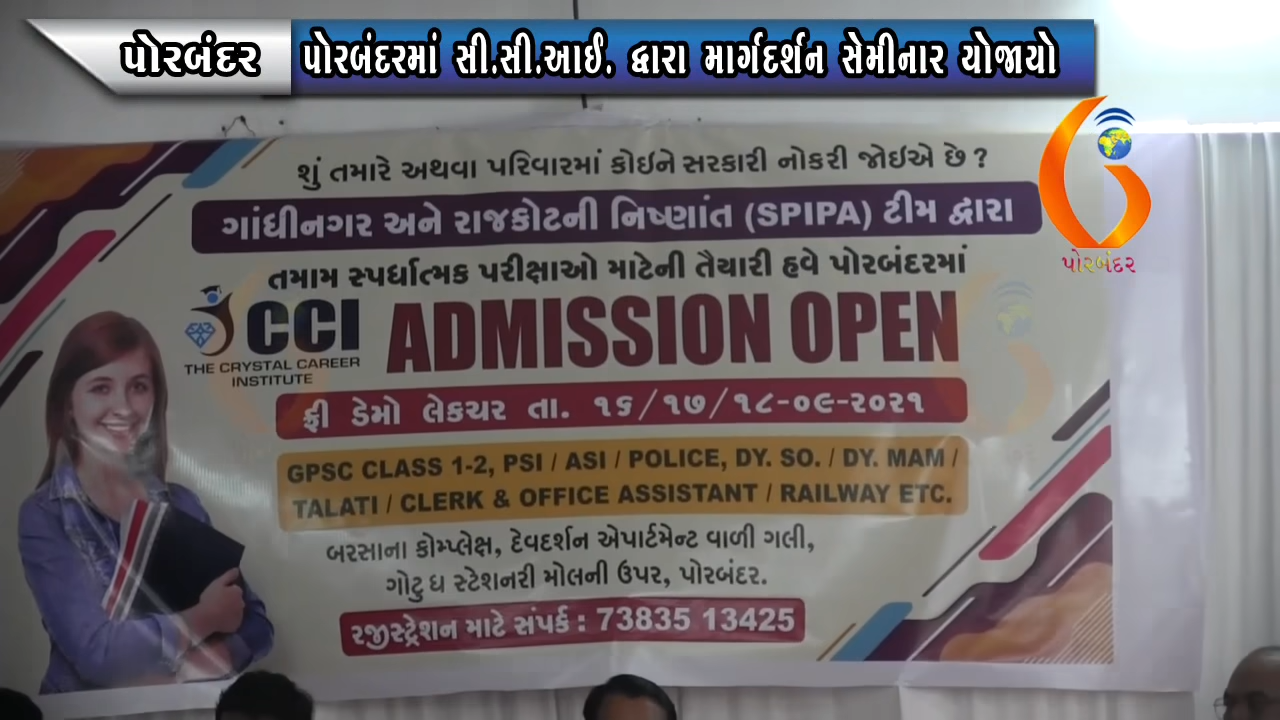 પોરબંદર
પોરબંદરમાં સી.સી.આઈ. દ્વારા માર્ગદર્શન સેમીનાર યોજાયો
પોરબંદર
શું તમારે અથવા પરિવારમાં કોઇને સરકારી નોકરી જોઇએ છે ?
ગાંધીનગર અને રાજકોટની નિષ્ણાંત (SPIPA) ટીમ દ્વારા
તમામ સ્પર્ધાત્મક પરીક્ષાઓ માટેની તૈયારી હવે પોરબંદરમાં
CCI
THE CRYSTAL CAREER
INSTITUTE
ADMISSION OPEN
ફ્રી ડેમો લેકચર તા. ૧૬/૧૭/૧૮-૦૯-૨૦૨૧
GPSC CLASS 1-2, PSI / ASI / POLICE, DY. SO. / DY. MAM /
TALATI / CLERK & OFFICE ASSISTANT / RAILWAY ETC.
બરસાના કોમ્પ્લેક્ષ, દેવદર્શન એપાર્ટમેન્ટ વાળી ગલી,
ગોટુ ધ સ્ટેશનરી મોલની ઉપર, પોરબંદર.
રજીસ્ટ્રેશન માટે સંપર્ક : 73835 13425